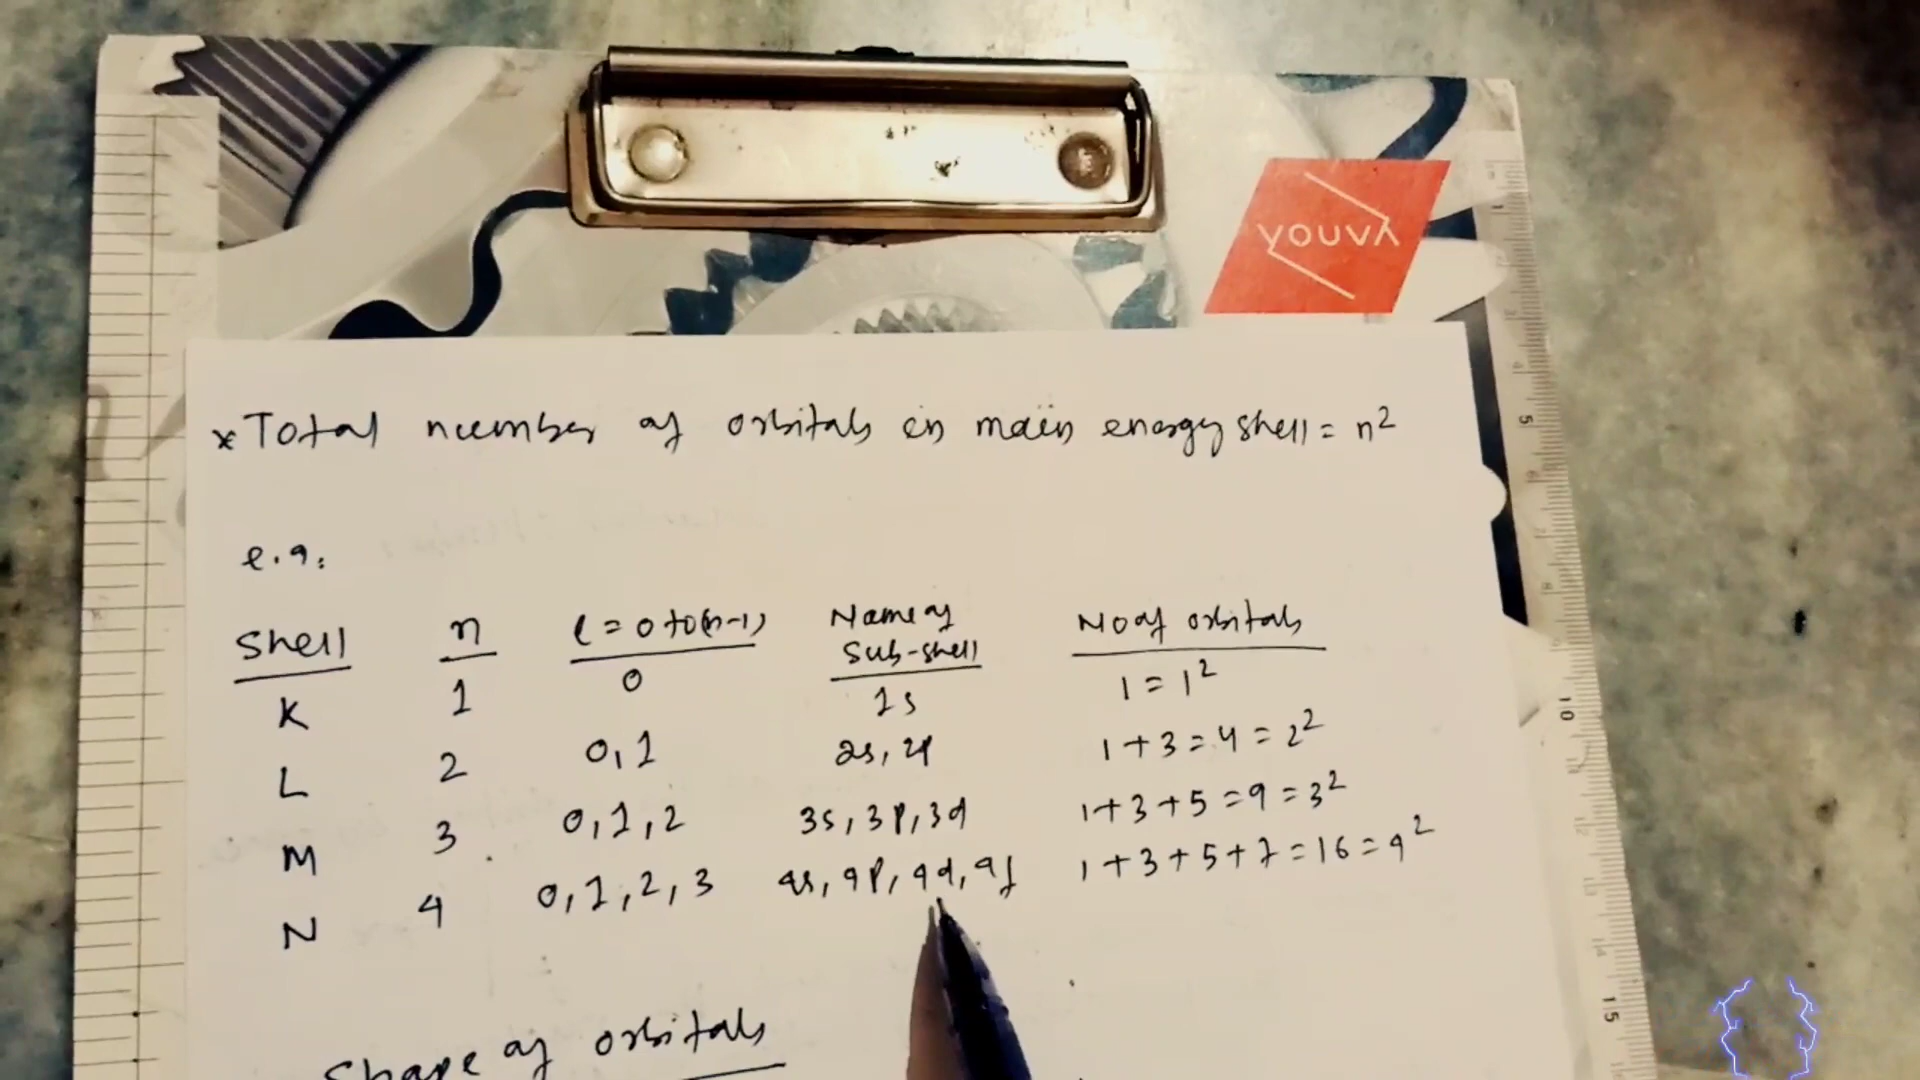 YOUVA
*Total number of orbitals in main energy shell = n²
e.g.
Shell n l = 0 to (n-1) Name of Sub-shell No of orbitals
K 1 0 1s 1 = 1²
L 2 0,1 2s, 2p 1+3=4=2²
M 3 0,1,2 3s, 3p, 3d 1+3+5=9=3²
N 4 0,1,2,3 4s, 4p, 4d, 4f 1+3+5+7=16=4²
Shape of orbitals
5
10
15